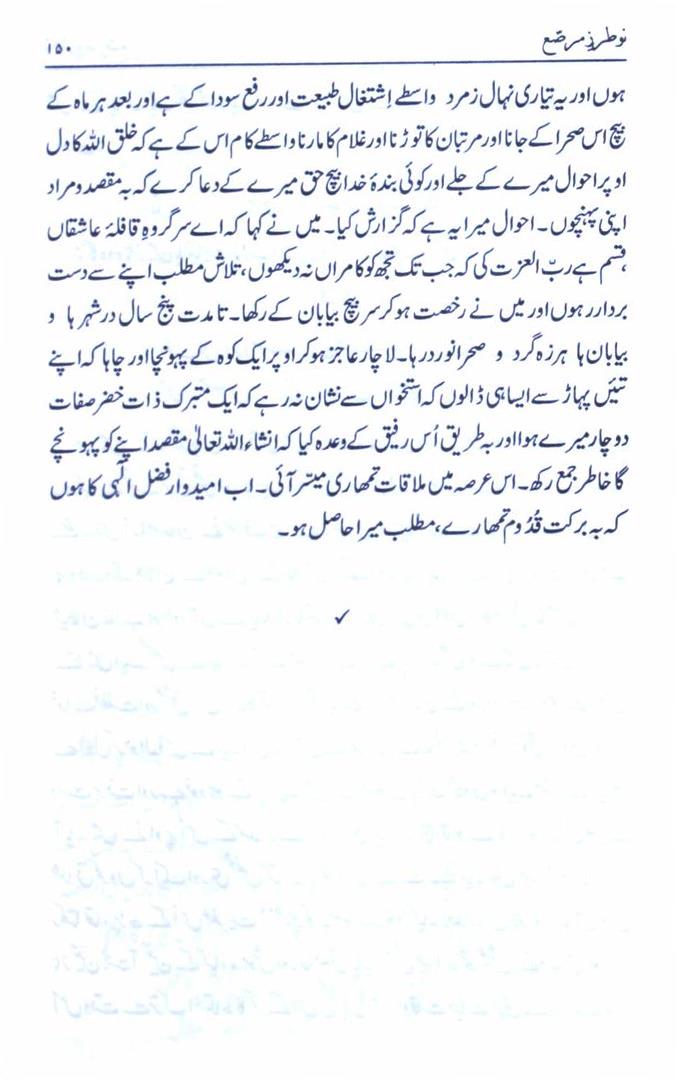 نوطرزِ مرصّع
۱۵۰
ہوں اور یہ تیاری نہال زمرد واسطے اِشتغال طبیعت اور رفع سودا کے ہے اور بعد ہر ماہ کے
بیچ اس صحرا کے جانا اور مرتبان کا توڑنا اور غلام کا مارنا واسطے کام اس کے ہے کہ خلق اللہ کا دل
اوپر احوال میرے کے جلے اور کوئی بندۂ خدا بیچ حق میرے کے دعا کرے کہ بہ مقصد و مراد
اپنی پہنچوں۔ احوال میرا یہ ہے کہ گزارش کیا۔ میں نے کہا کہ اے سرگروہِ قافلۂ عاشقاں
،قسم ہے ربّ العزت کی کہ جب تک تجھ کو کامراں نہ دیکھوں، تلاش مطلب اپنے سے دست
بردار رہوں اور میں نے رخصت ہو کر سر بیچ بیابان کے رکھا۔ تا مدت پنج سال در شہر ہا و
بیابان ہا ہرزہ گرد و صحرا نورد رہا۔ لاچار عاجز ہو کر اوپر ایک کوہ کے پہونچا اور چاہا کہ اپنے
تئیں پہاڑ سے ایسا ہی ڈالوں کہ استخواں سے نشان نہ رہے کہ ایک متبرک ذات خضر صفات
دو چار میرے ہوا اور بہ طریق اُس رفیق کے وعدہ کیا کہ انشاء اللہ تعالیٰ مقصد اپنے کو پہونچے
گا خاطر جمع رکھ۔ اس عرصہ میں ملاقات تمھاری میسّر آئی۔ اب امیدوار فضل الٰہی کا ہوں
کہ بہ برکت قدُوم تمھارے، مطلب میرا حاصل ہو۔
✓